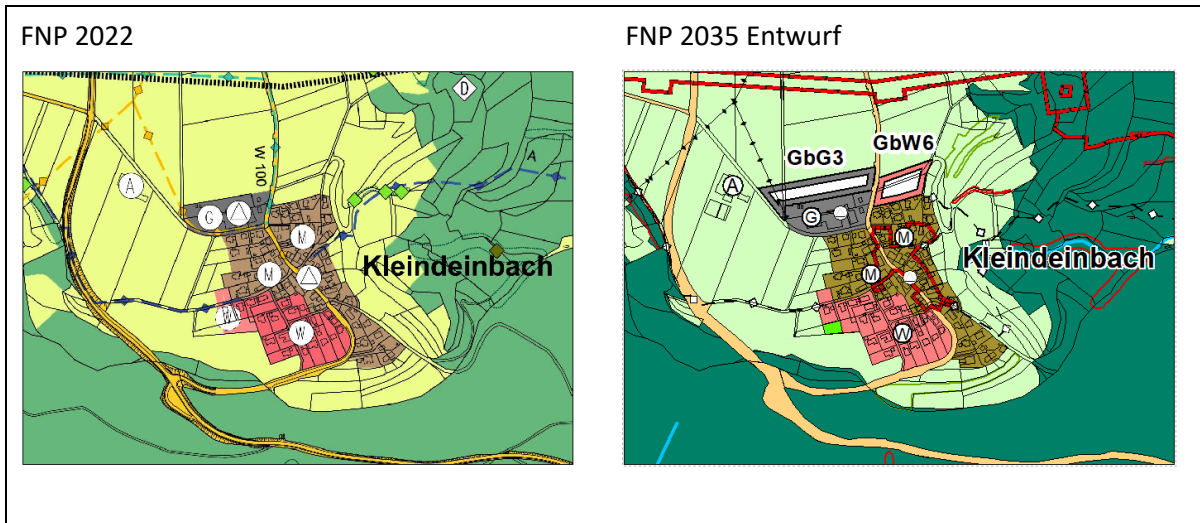 FNP 2022
FNP 2035 Entwurf
D
A
W 100
A
G
M
M
Kleindeinbach
W
W
GbG3
GbW6
A
G
M
M
Kleindeinbach
W